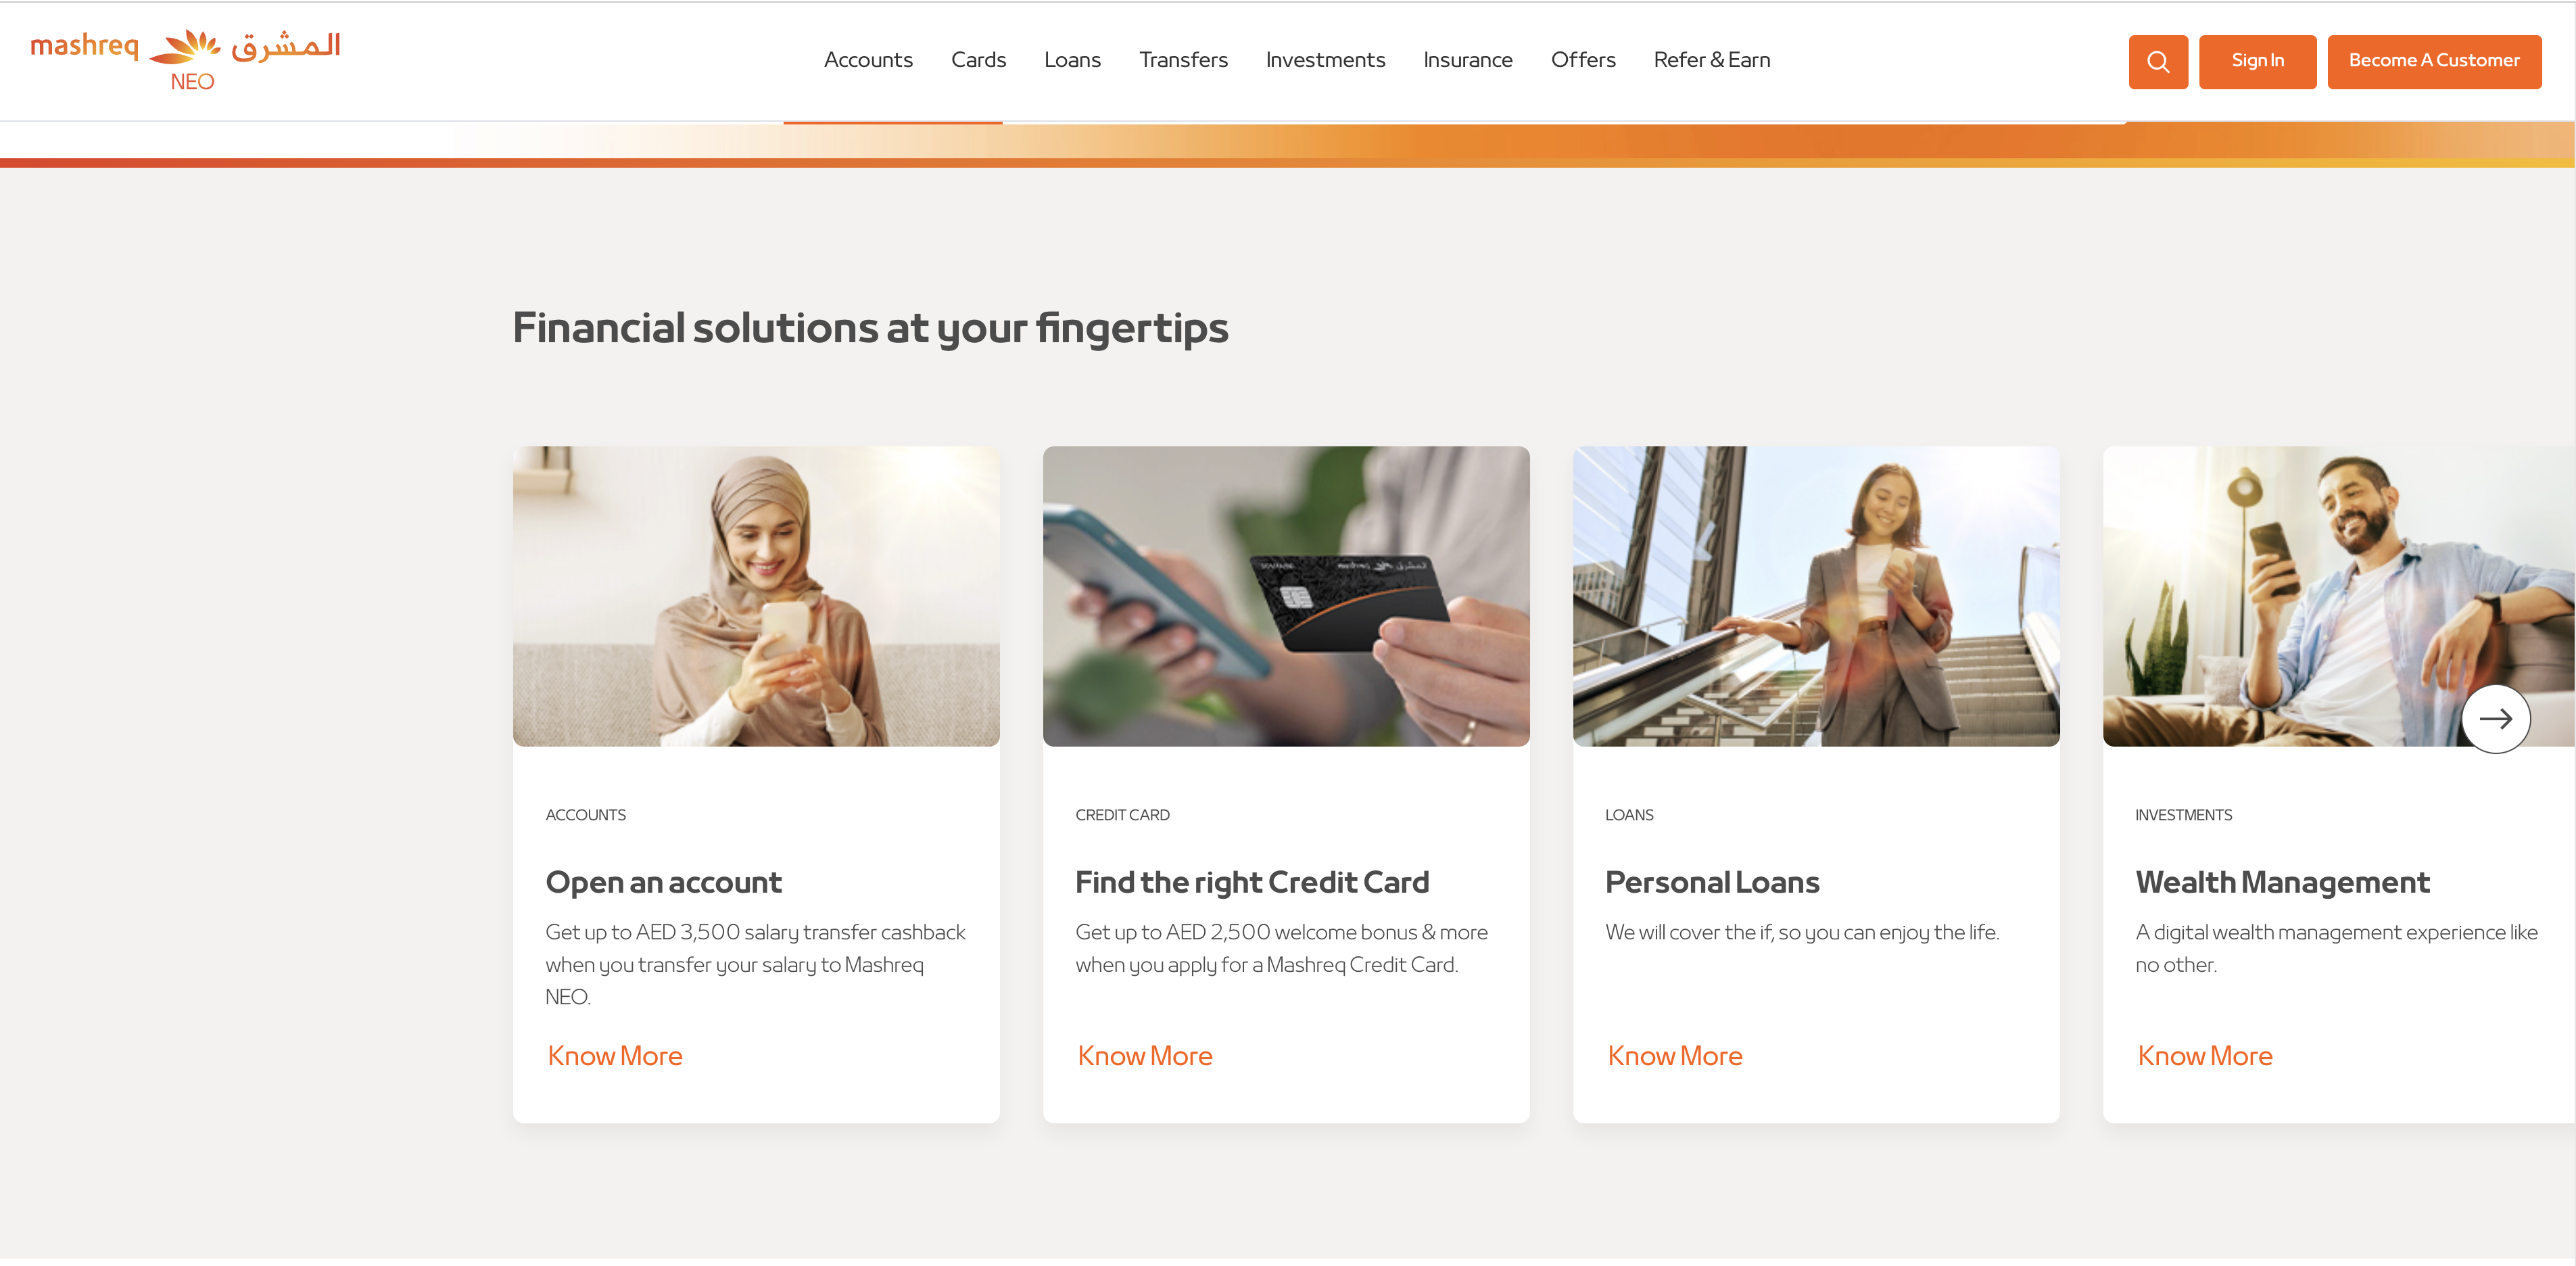 mashreq المشرق
NEO
Accounts Cards Loans Transfers Investments Insurance Offers Refer & Earn
Sign In
Become A Customer
Financial solutions at your fingertips
ACCOUNTS
Open an account
Get up to AED 3,500 salary transfer cashback
when you transfer your salary to Mashreq
NEO.
Know More
CREDIT CARD
Find the right Credit Card
Get up to AED 2,500 welcome bonus & more
when you apply for a Mashreq Credit Card.
Know More
LOANS
Personal Loans
We will cover the if, so you can enjoy the life.
Know More
INVESTMENTS
Wealth Management
A digital wealth management experience like
no other.
Know More